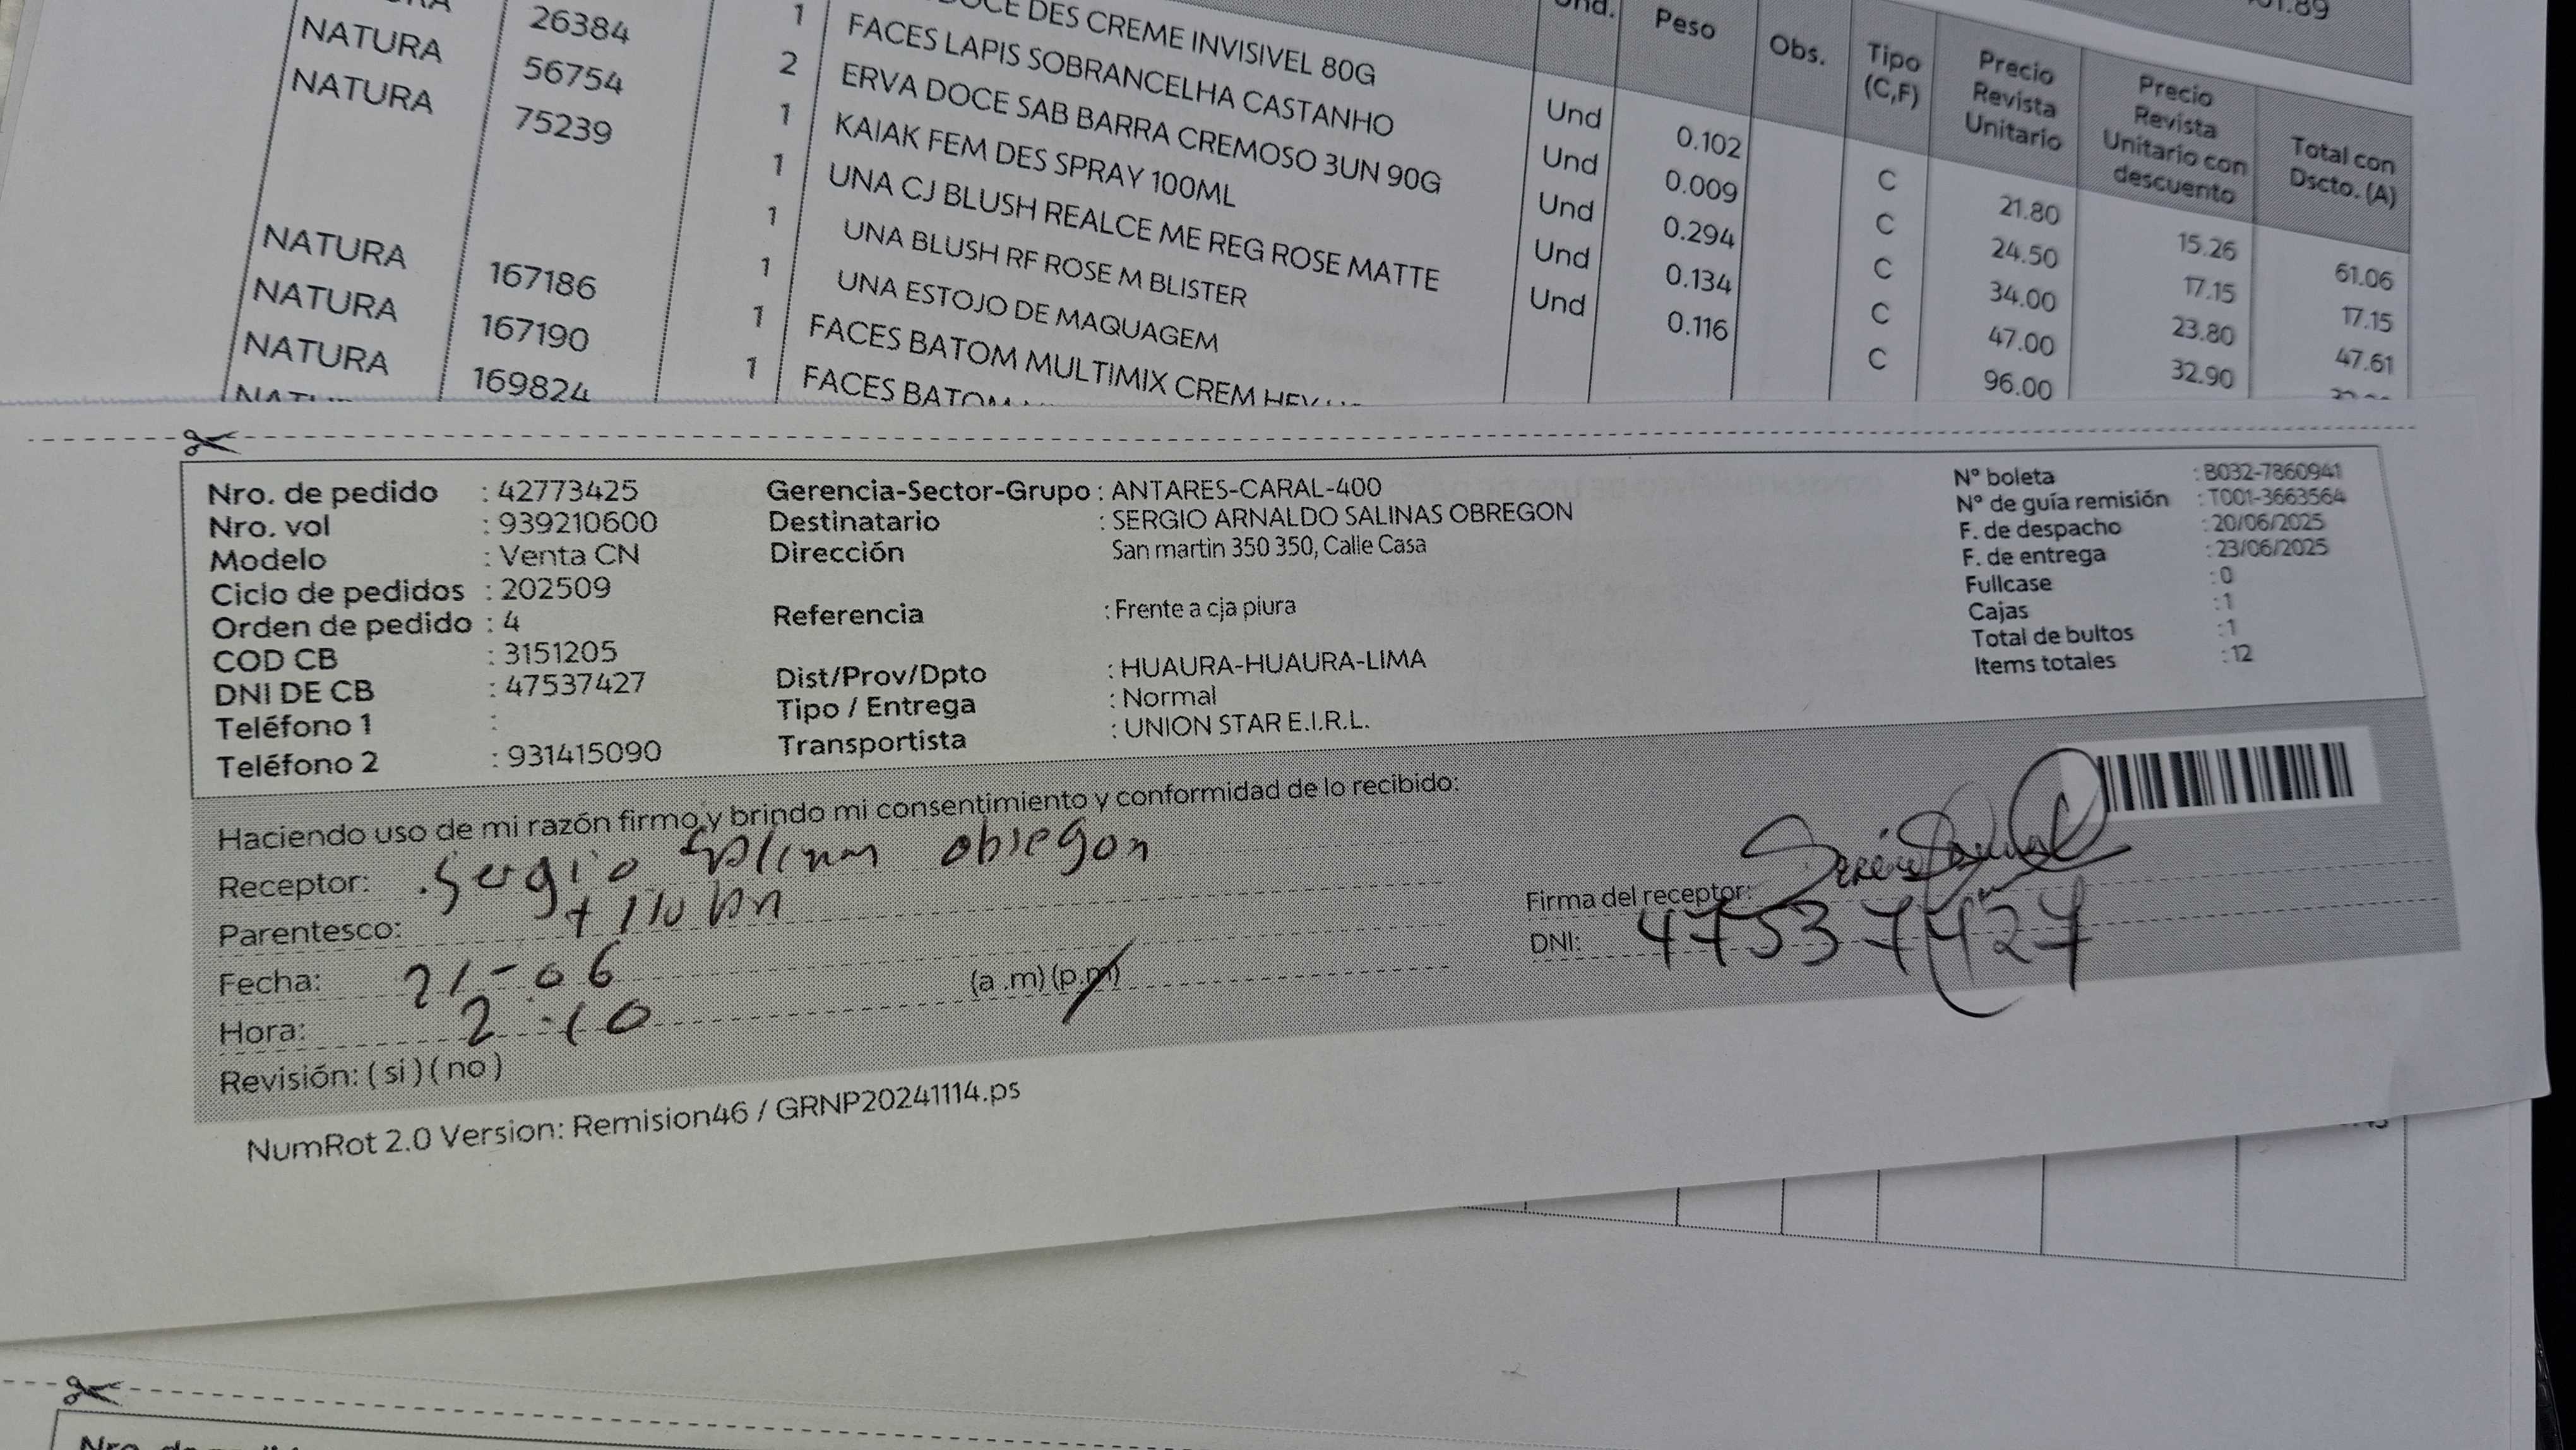 26384
NATURA 56754 1 DOCE DES CREME INVISIVEL 80G
NATURA 75239 2 FACES LAPIS SOBRANCELHA CASTANHO
1 ERVA DOCE SAB BARRA CREMOSO 3UN 90G
1 KAIAK FEM DES SPRAY 100ML
NATURA 167186 1 UNA CJ BLUSH REALCE ME REG ROSE MATTE
NATURA 167190 1 UNA BLUSH RF ROSE M BLISTER
NATURA 169824 1 UNA ESTOJO DE MAQUAGEM
1 FACES BATOM MULTIMIX CREM
FACES BATOM
Und. Peso Obs. Tipo (C,F) Precio Revista Unitario Precio Revista Unitario con descuento Total con Dscto. (A)
Und 0.102 C 21.80 15.26 61.06
Und 0.009 C 24.50 17.15 17.15
Und 0.294 C 34.00 23.80 47.61
Und 0.134 C 47.00 32.90
Und 0.116 C 96.00
Nro. de pedido : 42773425
Nro. vol : 939210600
Modelo : Venta CN
Ciclo de pedidos : 202509
Orden de pedido : 4
COD CB : 3151205
DNI DE CB : 47537427
Teléfono 1 :
Teléfono 2 : 931415090
Gerencia-Sector-Grupo : ANTARES-CARAL-400
Destinatario : SERGIO ARNALDO SALINAS OBREGON
Dirección San martin 350 350, Calle Casa
Referencia : Frente a cja piura
Dist/Prov/Dpto : HUAURA-HUAURA-LIMA
Tipo / Entrega : Normal
Transportista : UNION STAR E.I.R.L.
N° boleta : B032-7860941
N° de guía remisión : T001-3663564
F. de despacho : 20/06/2025
F. de entrega : 23/06/2025
Fullcase : 0
Cajas : 1
Total de bultos : 1
Items totales : 12
Haciendo uso de mi razón firmo y brindo mi consentimiento y conformidad de lo recibido:
Receptor: Sergio Salinas obregon
Parentesco:
Fecha: 21-06
Hora: 2:10 (a .m) (p.m)
Revisión: ( si ) ( no )
Firma del receptor:
DNI: 47537427
NumRot 2.0 Version: Remision46 / GRNP20241114.ps